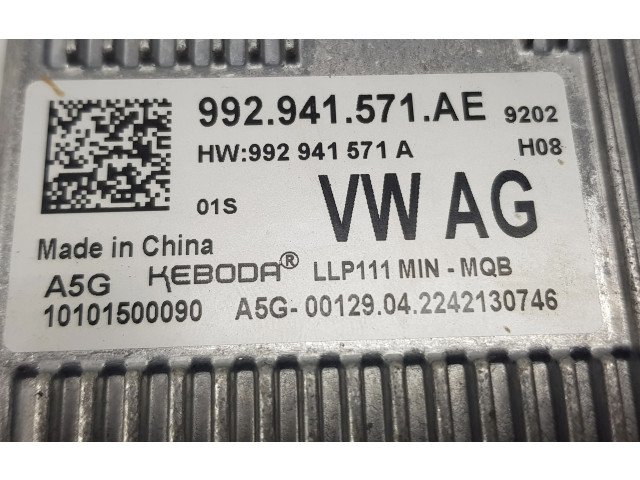 992.941.571.AE 9202
HW:992 941 571 A H08
01S VW AG
Made in China
A5G KEBODA® LLP111 MIN - MQB
10101500090 A5G- 00129.04.2242130746